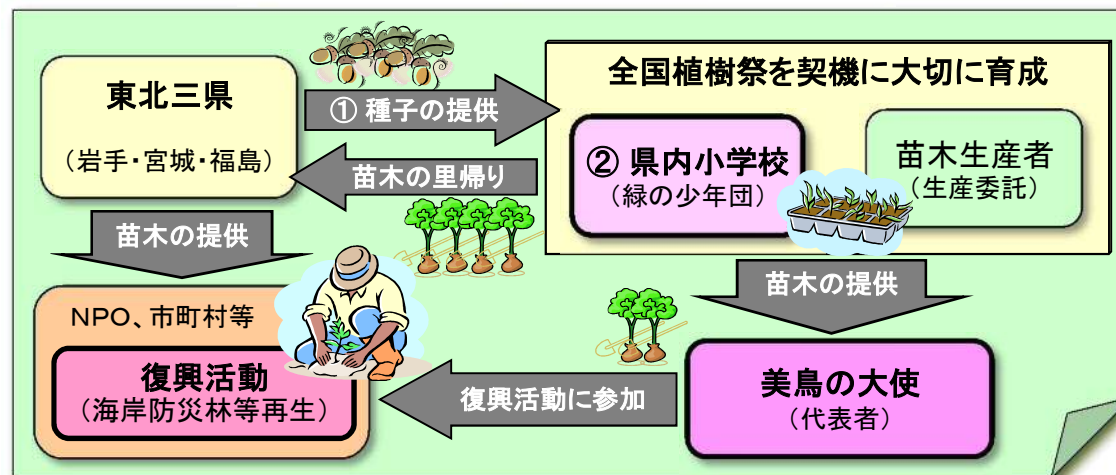 東北三県
（岩手・宮城・福島）
① 種子の提供
苗木の里帰り
全国植樹祭を契機に大切に育成
② 県内小学校
（緑の少年団）
苗木生産者
（生産委託）
苗木の提供
苗木の提供
NPO、市町村等
復興活動
（海岸防災林等再生）
復興活動に参加
美鳥の大使
（代表者）